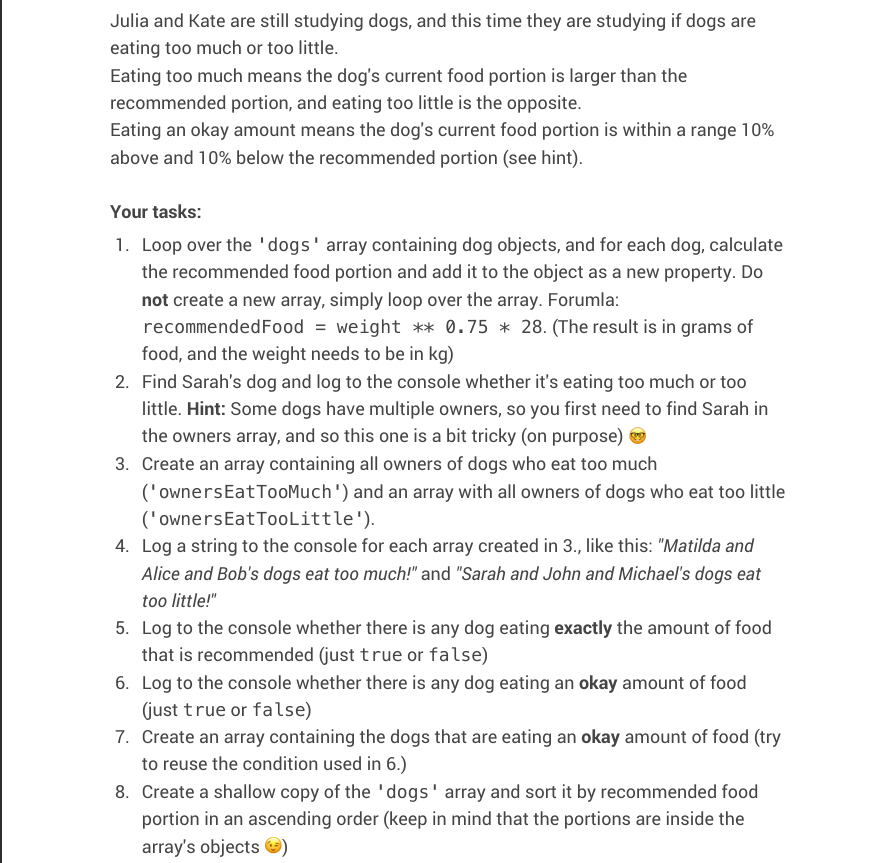 Julia and Kate are still studying dogs, and this time they are studying if dogs are
eating too much or too little.
Eating too much means the dog's current food portion is larger than the
recommended portion, and eating too little is the opposite.
Eating an okay amount means the dog's current food portion is within a range 10%
above and 10% below the recommended portion (see hint).
Your tasks:
1. Loop over the 'dogs' array containing dog objects, and for each dog, calculate
the recommended food portion and add it to the object as a new property. Do
not create a new array, simply loop over the array. Forumla:
recommendedFood = weight ** 0.75 * 28. (The result is in grams of
food, and the weight needs to be in kg)
2. Find Sarah's dog and log to the console whether it's eating too much or too
little. Hint: Some dogs have multiple owners, so you first need to find Sarah in
the owners array, and so this one is a bit tricky (on purpose) 🤓
3. Create an array containing all owners of dogs who eat too much
('ownersEatTooMuch') and an array with all owners of dogs who eat too little
('ownersEatTooLittle').
4. Log a string to the console for each array created in 3., like this: "Matilda and
Alice and Bob's dogs eat too much!" and "Sarah and John and Michael's dogs eat
too little!"
5. Log to the console whether there is any dog eating exactly the amount of food
that is recommended (just true or false)
6. Log to the console whether there is any dog eating an okay amount of food
(just true or false)
7. Create an array containing the dogs that are eating an okay amount of food (try
to reuse the condition used in 6.)
8. Create a shallow copy of the 'dogs' array and sort it by recommended food
portion in an ascending order (keep in mind that the portions are inside the
array's objects 😉)